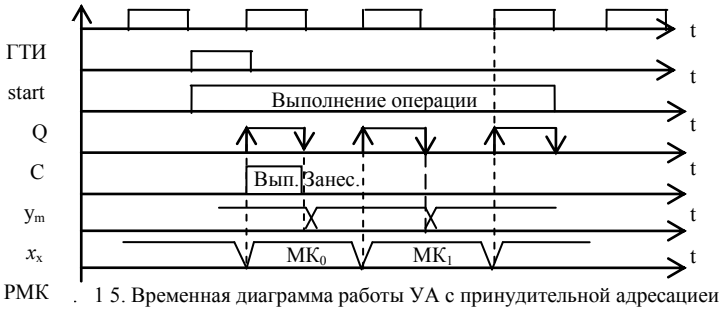 t
ГТИ
t
start
Выполнение операции
t
Q
t
C
Вып. Занес.
t
ym
xx
МК0
МК1
t
РМК
. 1 5. Временная диаграмма работы УА с принудительной адресацией